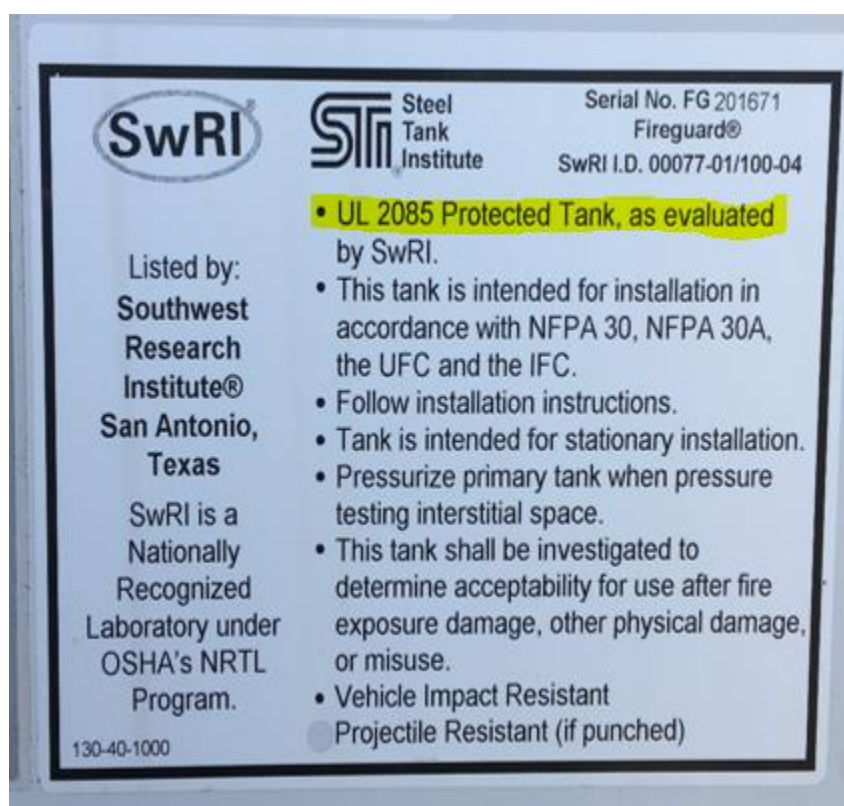 SwRI®
Listed by:
Southwest
Research
Institute®
San Antonio,
Texas
SwRI is a
Nationally
Recognized
Laboratory under
OSHA's NRTL
Program.
130-40-1000
STI®
Steel
Tank
Institute
Serial No. FG 201671
Fireguard®
SwRI I.D. 00077-01/100-04
• UL 2085 Protected Tank, as evaluated
by SwRI.
• This tank is intended for installation in
accordance with NFPA 30, NFPA 30A,
the UFC and the IFC.
• Follow installation instructions.
• Tank is intended for stationary installation.
• Pressurize primary tank when pressure
testing interstitial space.
• This tank shall be investigated to
determine acceptability for use after fire
exposure damage, other physical damage,
or misuse.
• Vehicle Impact Resistant
Projectile Resistant (if punched)